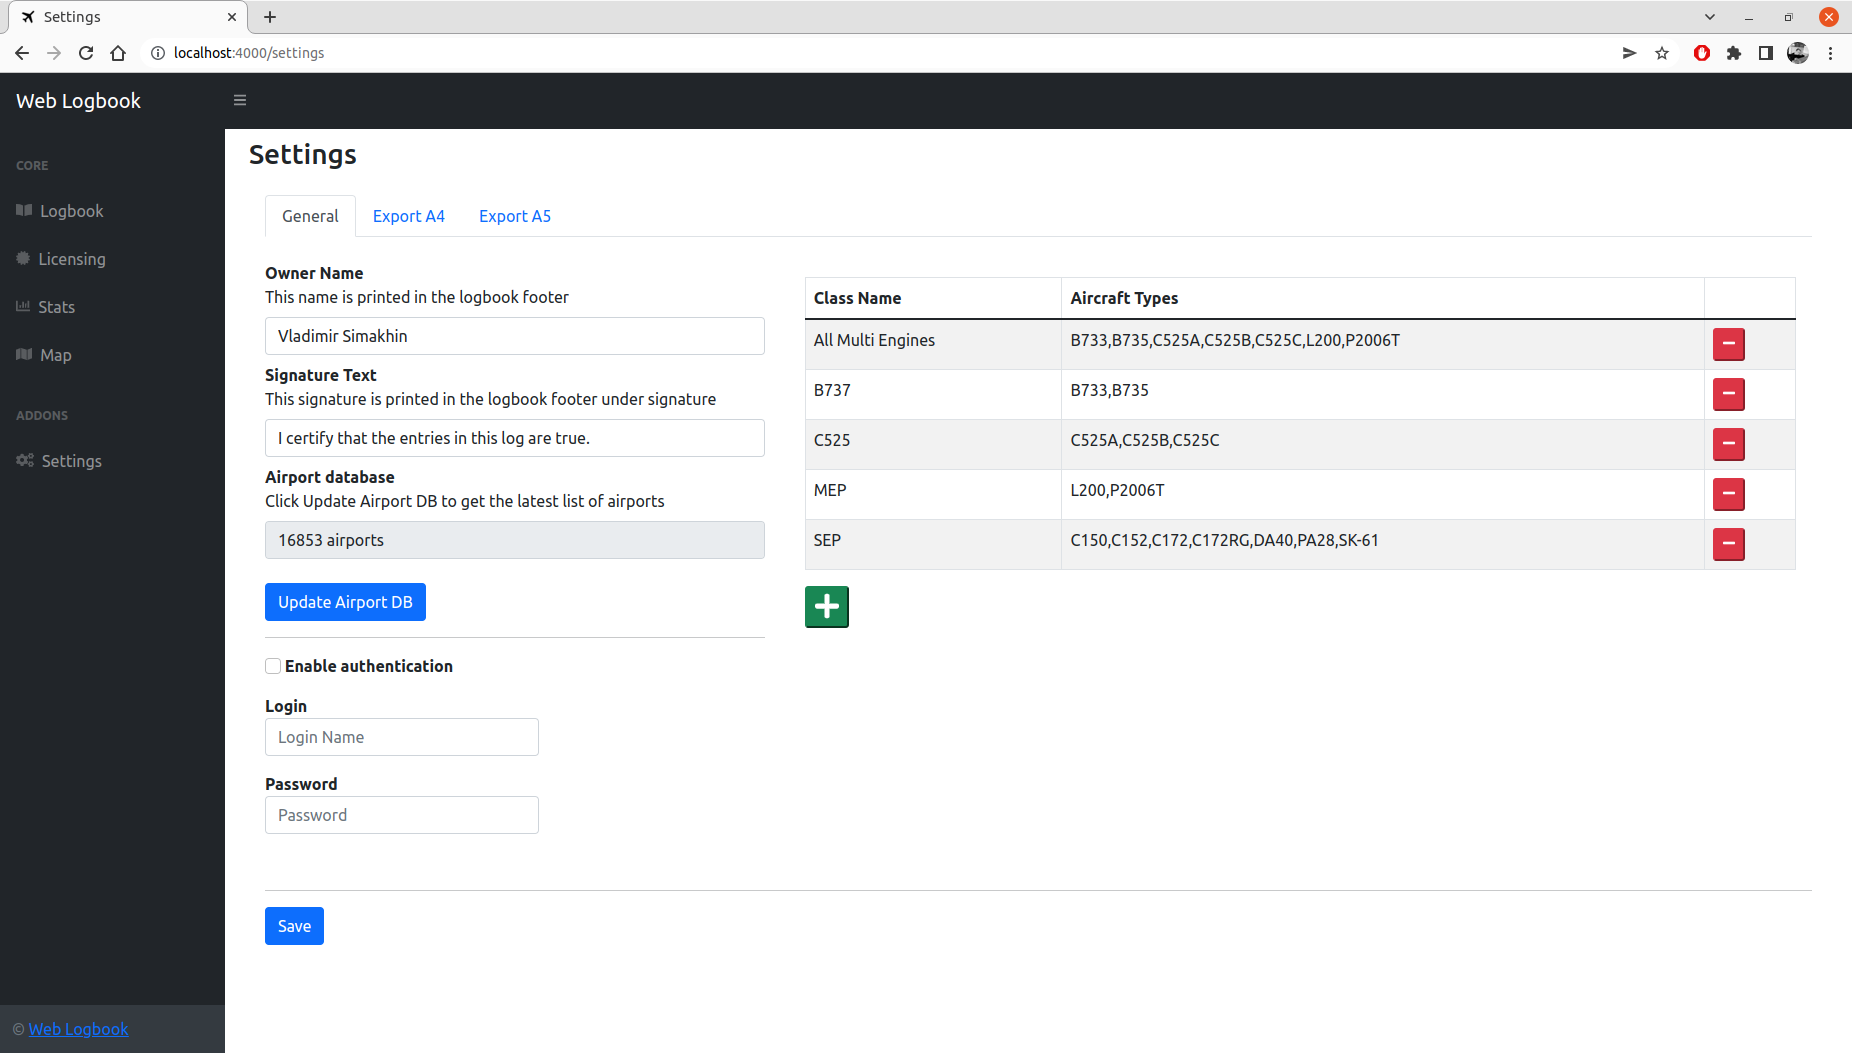 Settings
localhost:4000/settings
Web Logbook
CORE
Logbook
Licensing
Stats
Map
ADDONS
Settings
© Web Logbook
Settings
General Export A4 Export A5
Owner Name
This name is printed in the logbook footer
Vladimir Simakhin
Signature Text
This signature is printed in the logbook footer under signature
I certify that the entries in this log are true.
Airport database
Click Update Airport DB to get the latest list of airports
16853 airports
Update Airport DB
Enable authentication
Login
Login Name
Password
Password
Class Name Aircraft Types
All Multi Engines B733,B735,C525A,C525B,C525C,L200,P2006T
B737 B733,B735
C525 C525A,C525B,C525C
MEP L200,P2006T
SEP C150,C152,C172,C172RG,DA40,PA28,SK-61
Save